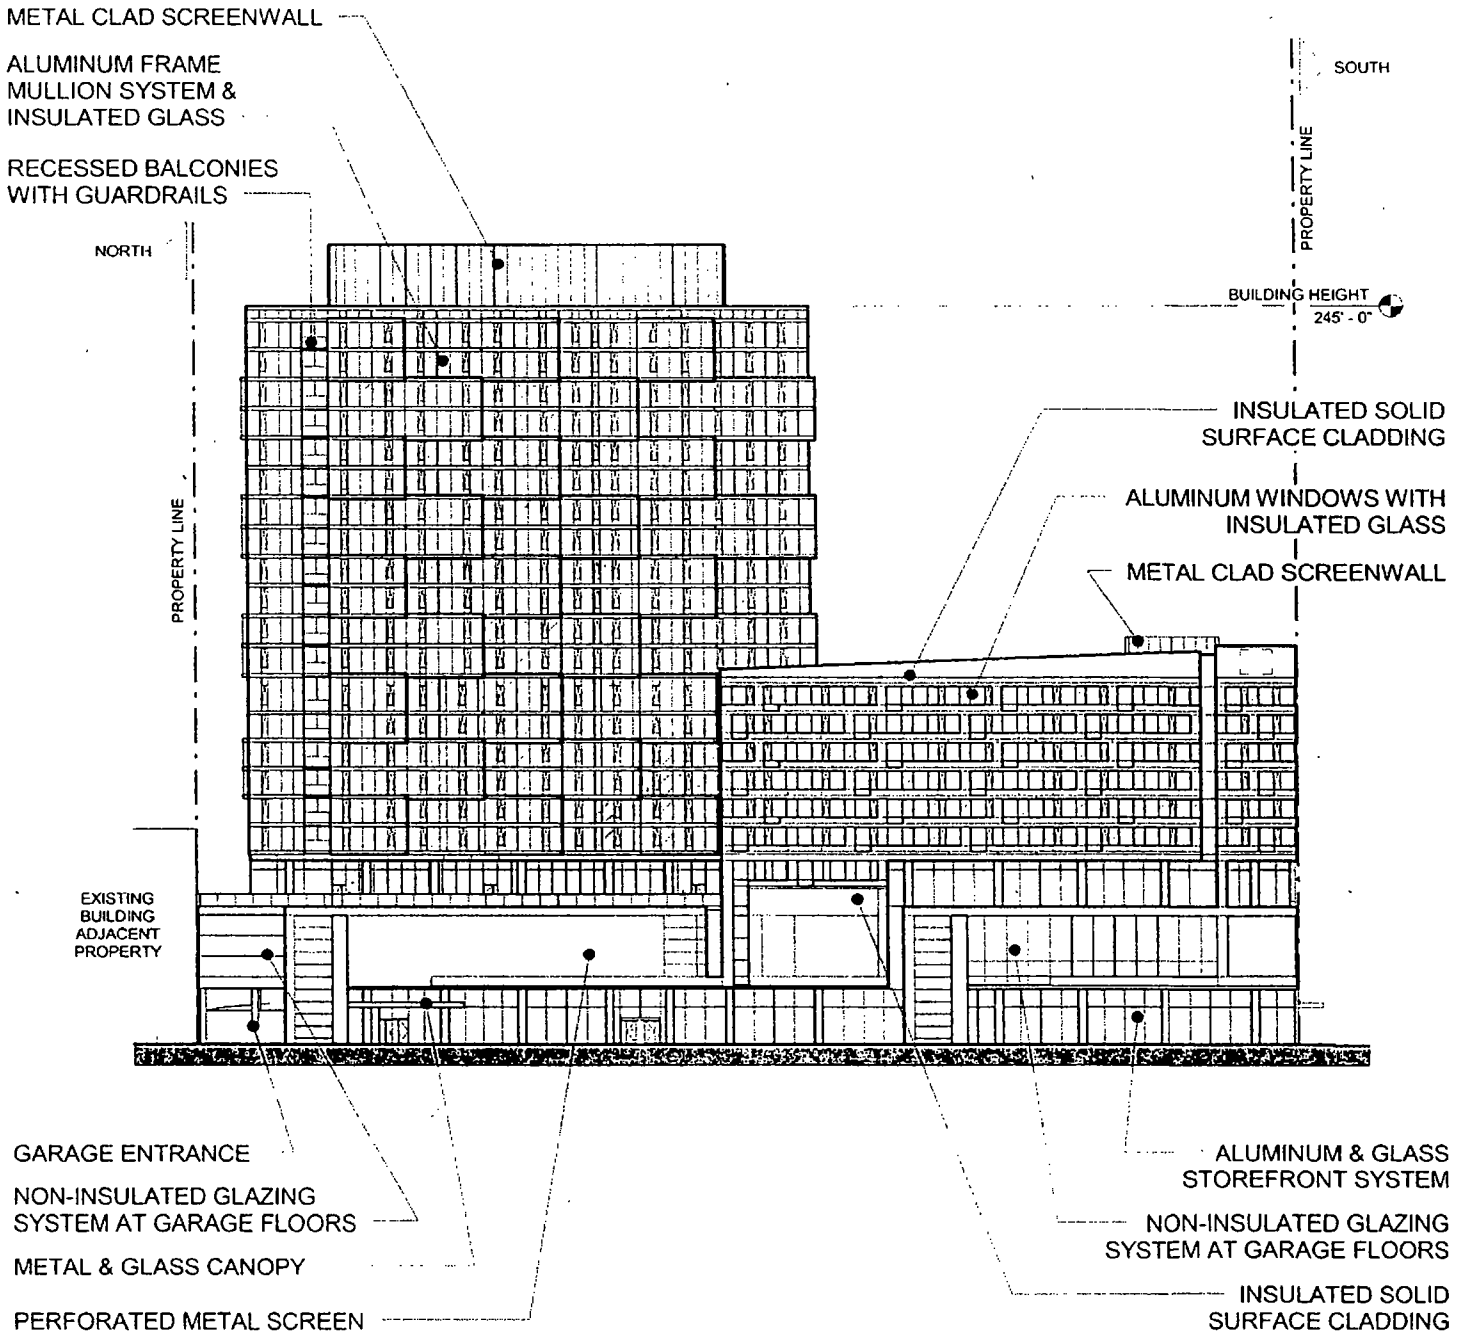 METAL CLAD SCREENWALL
ALUMINUM FRAME
MULLION SYSTEM &
INSULATED GLASS
RECESSED BALCONIES
WITH GUARDRAILS
NORTH
PROPERTY LINE
SOUTH
PROPERTY LINE
BUILDING HEIGHT
245' - 0"
INSULATED SOLID
SURFACE CLADDING
ALUMINUM WINDOWS WITH
INSULATED GLASS
METAL CLAD SCREENWALL
EXISTING
BUILDING
ADJACENT
PROPERTY
GARAGE ENTRANCE
NON-INSULATED GLAZING
SYSTEM AT GARAGE FLOORS
METAL & GLASS CANOPY
PERFORATED METAL SCREEN
ALUMINUM & GLASS
STOREFRONT SYSTEM
NON-INSULATED GLAZING
SYSTEM AT GARAGE FLOORS
INSULATED SOLID
SURFACE CLADDING